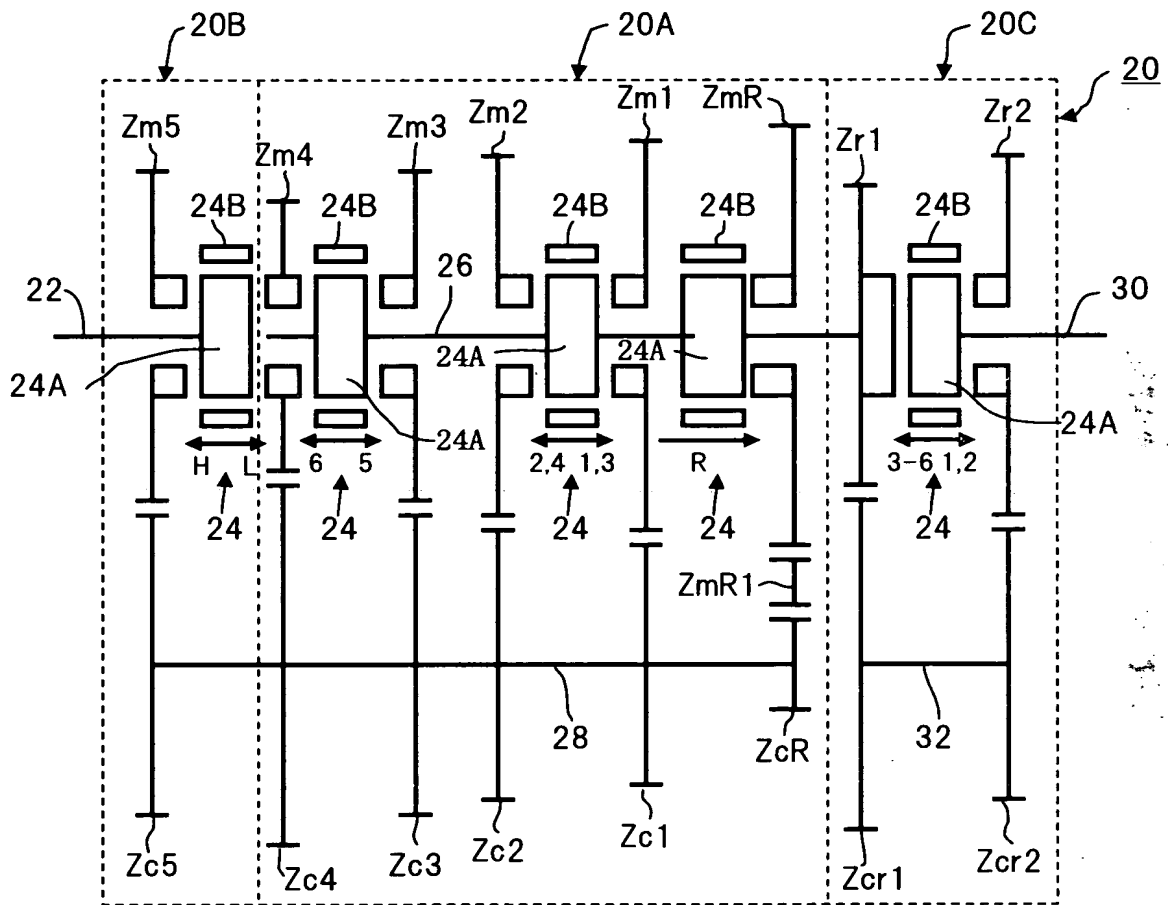 20B 20A 20C
20
Zm5 Zm4 Zm3 Zm2 Zm1 ZmR Zr1 Zr2
24B 24B 24B 24B 24B
22 26 30
24A 24A 24A 24A 24A
H L 6 5 2,4 1,3 R 3-6 1,2
24 24 24 24 24
ZmR1
28 32
ZcR
Zc5 Zc4 Zc3 Zc2 Zc1 Zcr1 Zcr2